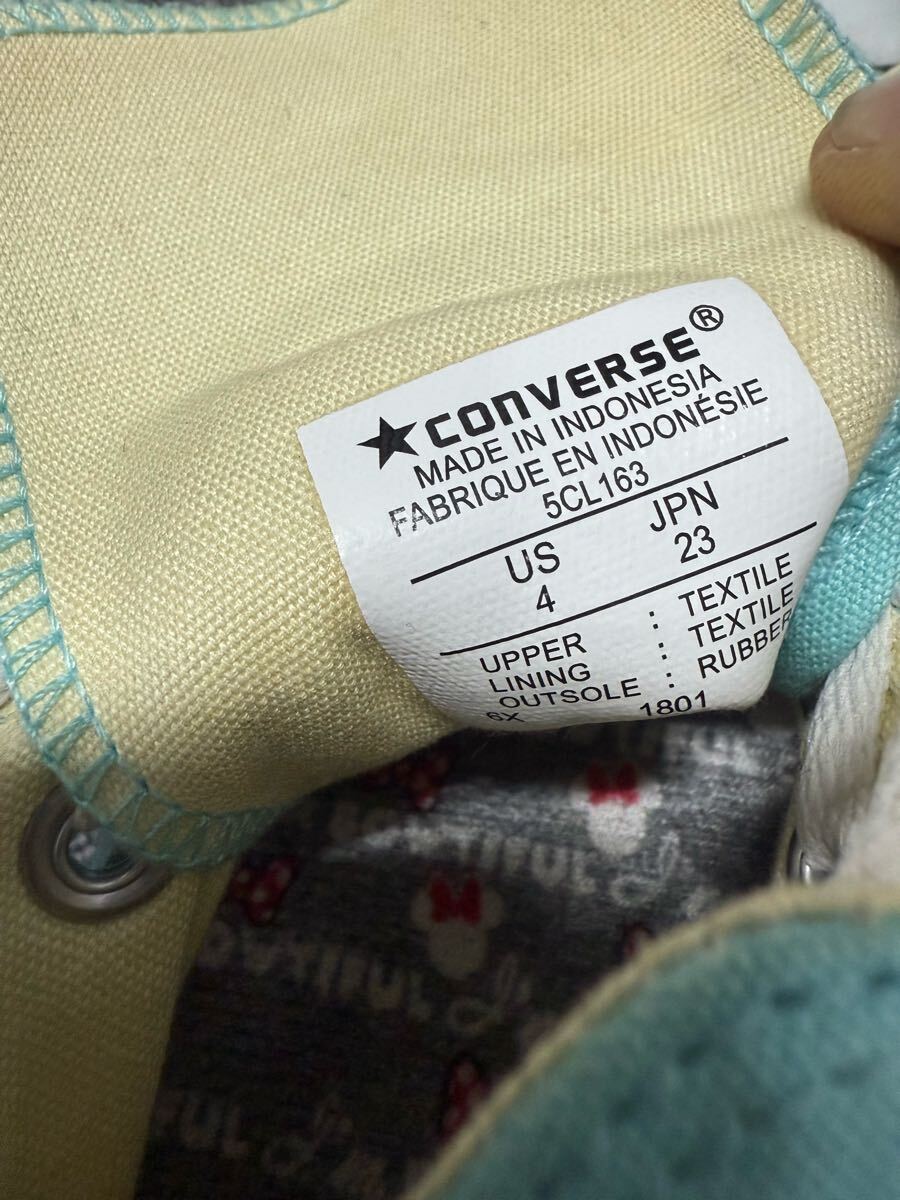 ★CONVERSE®
MADE IN INDONESIA
FABRIQUE EN INDONÉSIE
5CL163
US JPN
4 23
UPPER : TEXTILE
LINING : TEXTILE
OUTSOLE : RUBBER
6X 1801